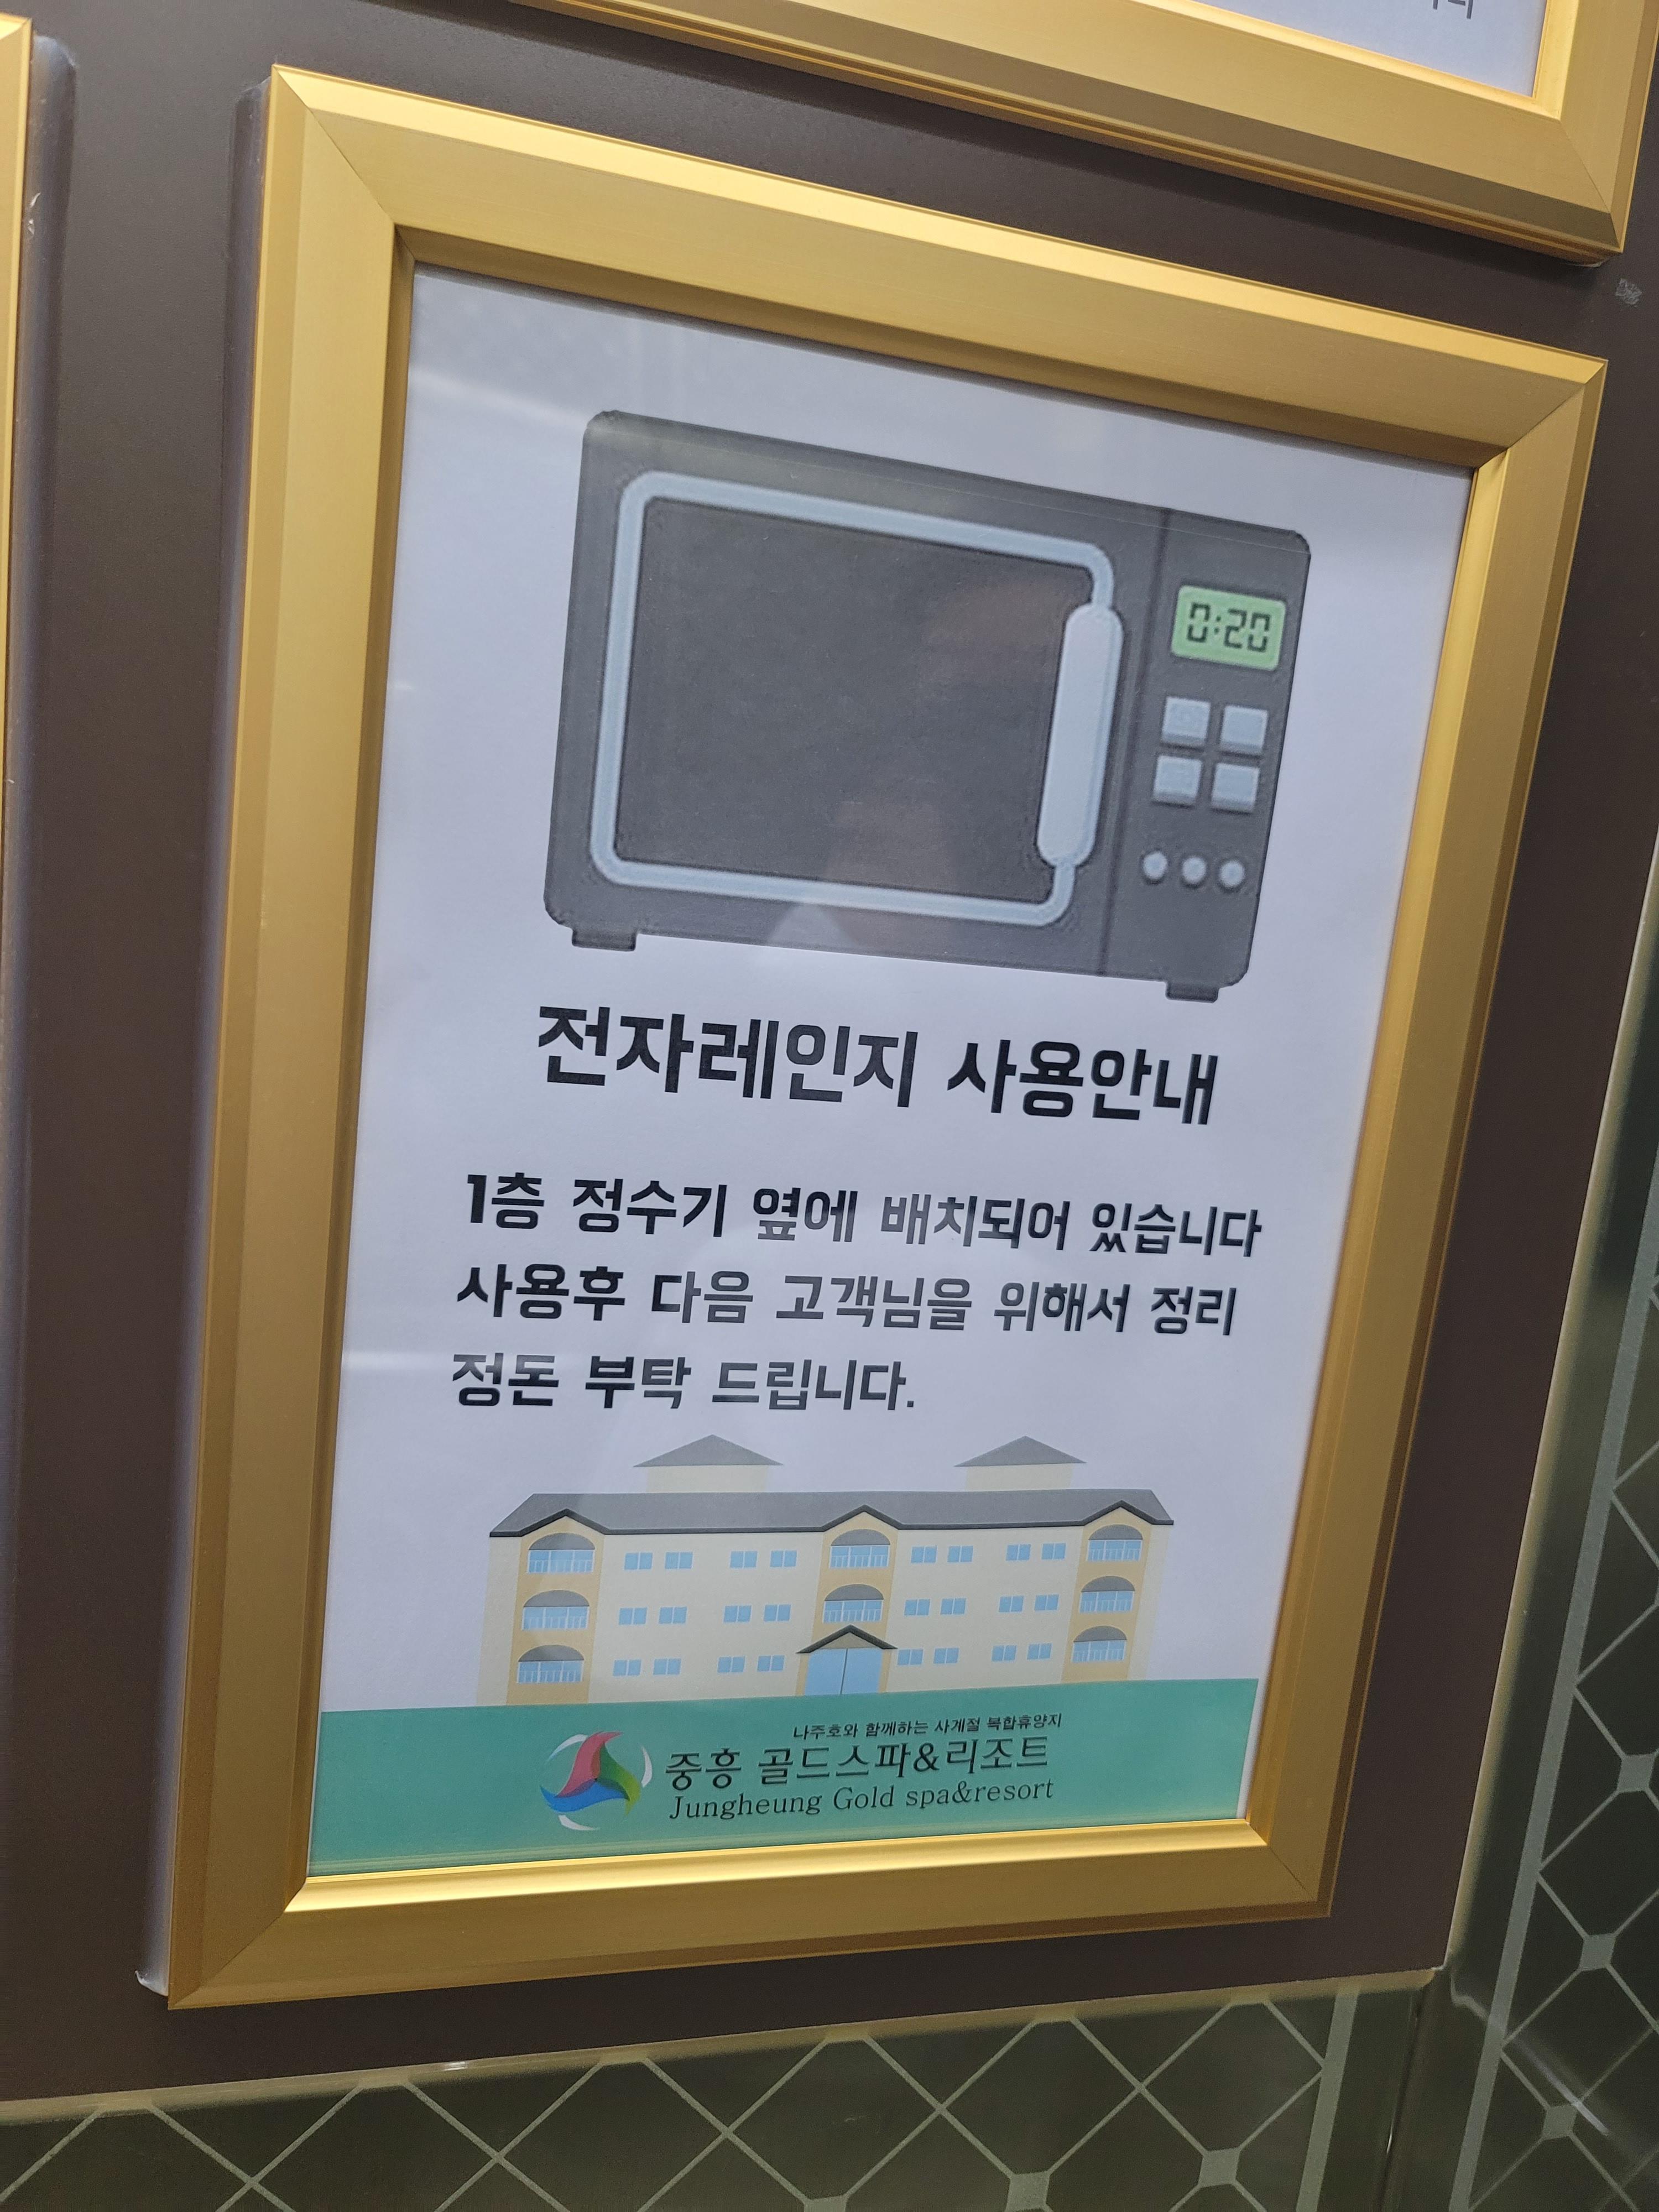 0:20
전자레인지 사용안내
1층 정수기 옆에 배치되어 있습니다
사용후 다음 고객님을 위해서 정리
정돈 부탁 드립니다.
나주호와 함께하는 사계절 복합휴양지
중흥 골드스파&리조트
Jungheung Gold spa&resort